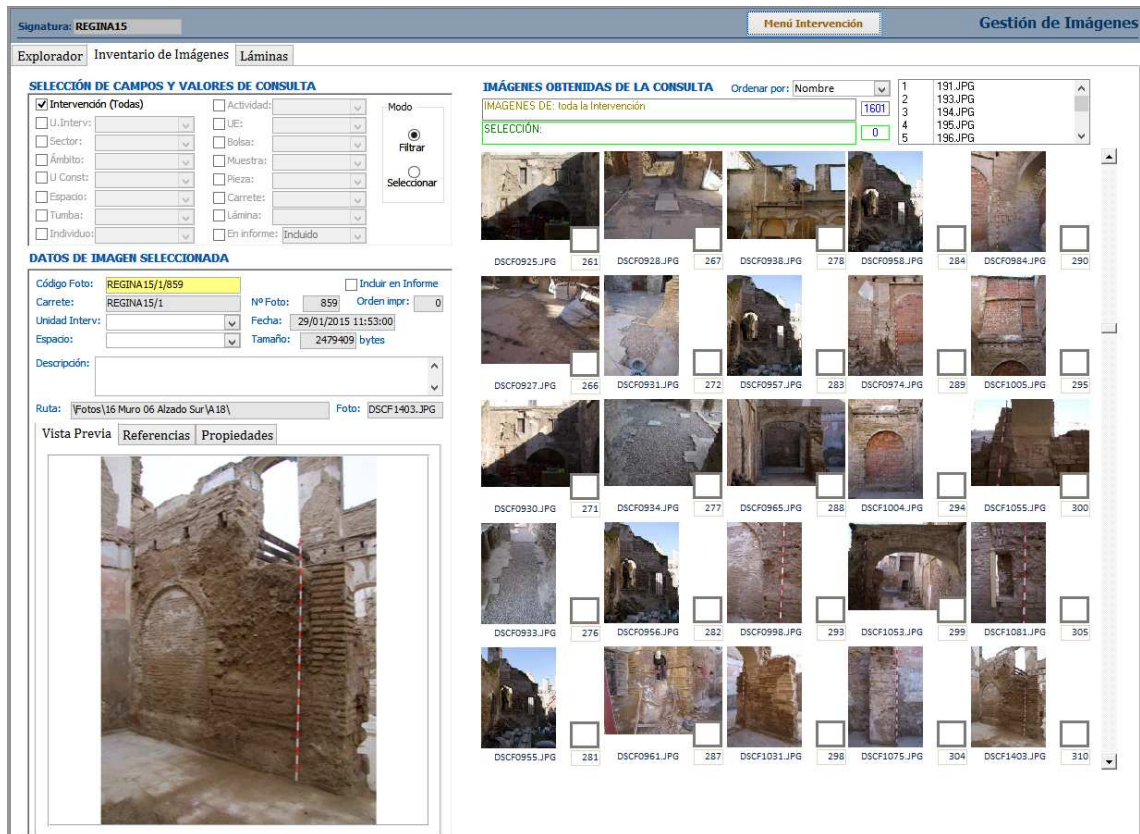 Signatura: REGINA15
Menú Intervención
Gestión de Imágenes
Explorador Inventario de Imágenes Láminas
SELECCIÓN DE CAMPOS Y VALORES DE CONSULTA
Intervención (Todas) Actividad: Modo
U.Interv: UE:
Sector: Bolsa: Filtrar
Ámbito: Muestra:
U Const: Pieza: Seleccionar
Espacio: Carrete:
Tumba: Lámina:
Individuo: En informe: Incluido
DATOS DE IMAGEN SELECCIONADA
Código Foto: REGINA15/1/859 Incluir en Informe
Carrete: REGINA15/1 Nº Foto: 859 Orden impr: 0
Unidad Interv: Fecha: 29/01/2015 11:53:00
Espacio: Tamaño: 2479409 bytes
Descripción:
Ruta: \Fotos\16 Muro 06 Alzado Sur\A18\ Foto: DSCF1403.JPG
Vista Previa Referencias Propiedades
IMÁGENES OBTENIDAS DE LA CONSULTA Ordenar por: Nombre
IMAGENES DE: toda la Intervención 1601
SELECCIÓN: 0
1 191.JPG
2 193.JPG
3 194.JPG
4 195.JPG
5 196.JPG
DSCF0925.JPG 261 DSCF0928.JPG 267 DSCF0938.JPG 278 DSCF0958.JPG 284 DSCF0984.JPG 290
DSCF0927.JPG 266 DSCF0931.JPG 272 DSCF0957.JPG 283 DSCF0974.JPG 289 DSCF1005.JPG 295
DSCF0930.JPG 271 DSCF0934.JPG 277 DSCF0965.JPG 288 DSCF1004.JPG 294 DSCF1055.JPG 300
DSCF0933.JPG 276 DSCF0956.JPG 282 DSCF0998.JPG 293 DSCF1053.JPG 299 DSCF1081.JPG 305
DSCF0955.JPG 281 DSCF0961.JPG 287 DSCF1031.JPG 298 DSCF1075.JPG 304 DSCF1403.JPG 310